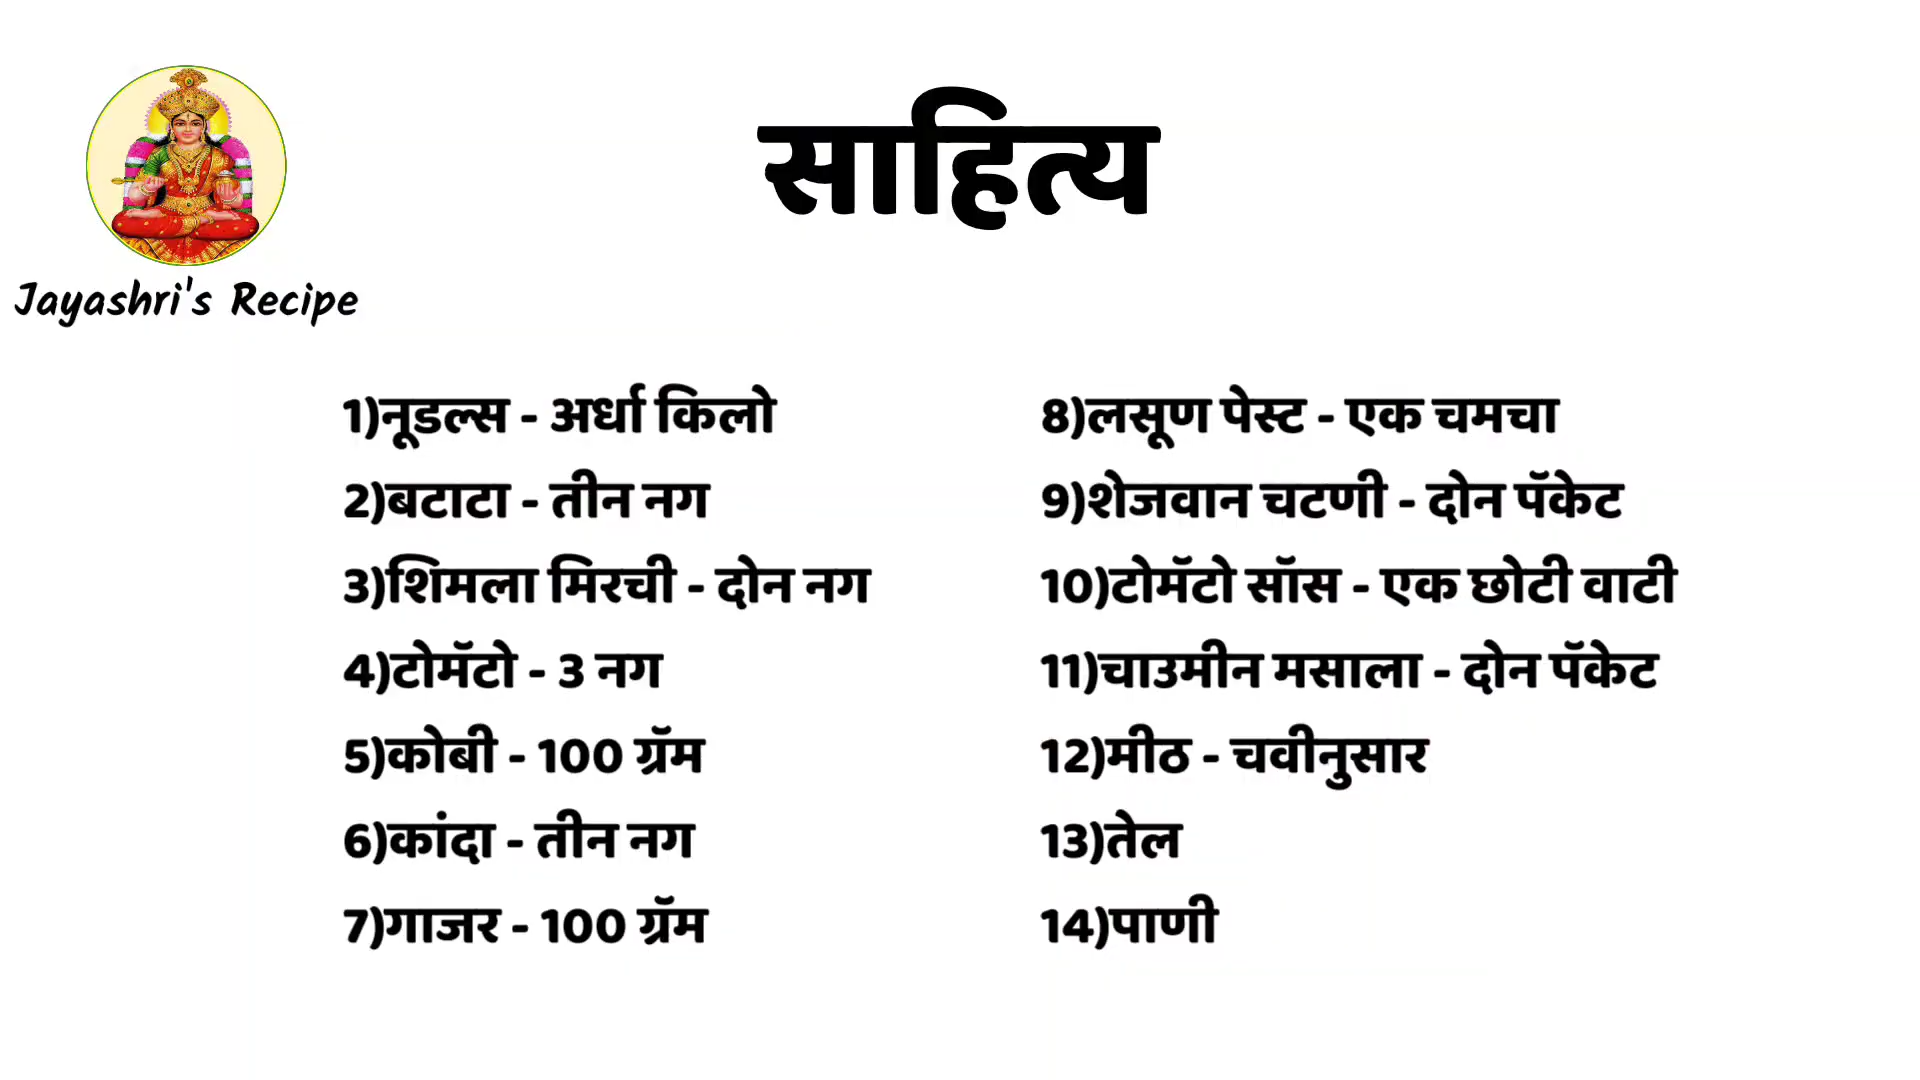 साहित्य
Jayashri's Recipe
1)नूडल्स - अर्धा किलो
2)बटाटा - तीन नग
3)शिमला मिरची - दोन नग
4)टोमॅटो - 3 नग
5)कोबी - 100 ग्रॅम
6)कांदा - तीन नग
7)गाजर - 100 ग्रॅम
8)लसूण पेस्ट - एक चमचा
9)शेजवान चटणी - दोन पॅकेट
10)टोमॅटो सॉस - एक छोटी वाटी
11)चाउमीन मसाला - दोन पॅकेट
12)मीठ - चवीनुसार
13)तेल
14)पाणी